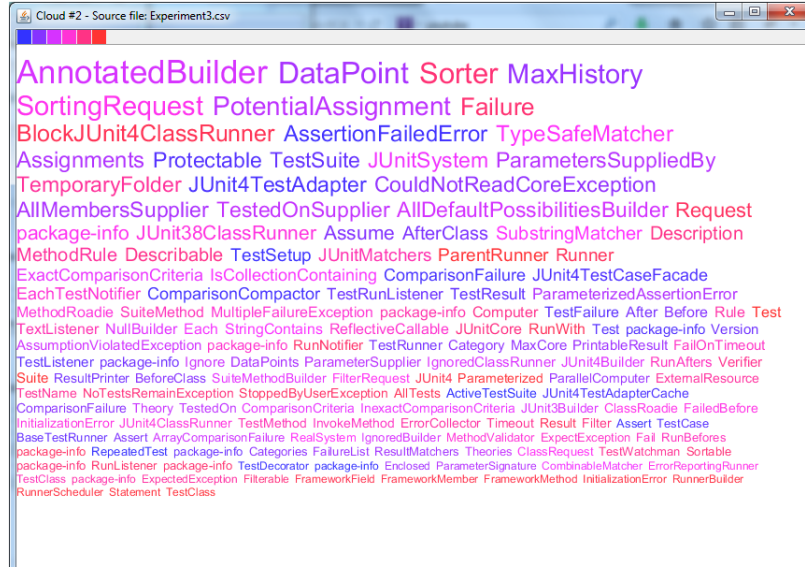 Cloud #2 - Source file: Experiment3.csv
AnnotatedBuilder DataPoint Sorter MaxHistory
SortingRequest PotentialAssignment Failure
BlockJUnit4ClassRunner AssertionFailedError TypeSafeMatcher
Assignments Protectable TestSuite JUnitSystem ParametersSuppliedBy
TemporaryFolder JUnit4TestAdapter CouldNotReadCoreException
AllMembersSupplier TestedOnSupplier AllDefaultPossibilitiesBuilder Request
package-info JUnit38ClassRunner Assume AfterClass SubstringMatcher Description
MethodRule Describable TestSetup JUnitMatchers ParentRunner Runner
ExactComparisonCriteria IsCollectionContaining ComparisonFailure JUnit4TestCaseFacade
EachTestNotifier ComparisonCompactor TestRunListener TestResult ParameterizedAssertionError
MethodRoadie SuiteMethod MultipleFailureException package-info Computer TestFailure After Before Rule Test
TextListener NullBuilder Each StringContains ReflectiveCallable JUnitCore RunWith Test package-info Version
AssumptionViolatedException package-info RunNotifier TestRunner Category MaxCore PrintableResult FailOnTimeout
TestListener package-info Ignore DataPoints ParameterSupplier IgnoredClassRunner JUnit4Builder RunAfters Verifier
Suite ResultPrinter BeforeClass SuiteMethodBuilder FilterRequest JUnit4 Parameterized ParallelComputer ExternalResource
TestName NoTestsRemainException StoppedByUserException AllTests ActiveTestSuite JUnit4TestAdapterCache
ComparisonFailure Theory TestedOn ComparisonCriteria InexactComparisonCriteria JUnit3Builder ClassRoadie FailedBefore
InitializationError JUnit4ClassRunner TestMethod InvokeMethod ErrorCollector Timeout Result Filter Assert TestCase
BaseTestRunner Assert ArrayComparisonFailure RealSystem IgnoredBuilder MethodValidator ExpectException Fail RunBefores
package-info RepeatedTest package-info Categories FailureList ResultMatchers Theories ClassRequest TestWatchman Sortable
package-info RunListener package-info TestDecorator package-info Enclosed ParameterSignature CombinableMatcher ErrorReportingRunner
TestClass package-info ExpectedException Filterable FrameworkField FrameworkMember FrameworkMethod InitializationError RunnerBuilder
RunnerScheduler Statement TestClass